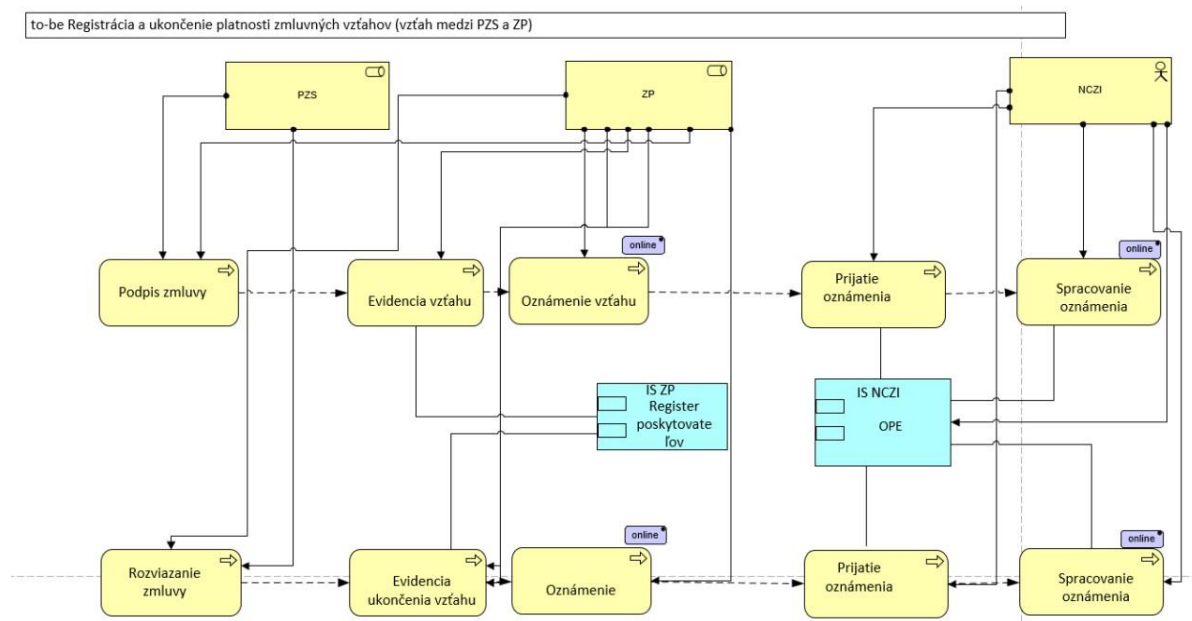 to-be Registrácia a ukončenie platnosti zmluvných vzťahov (vzťah medzi PZS a ZP)
PZS
ZP
NCZI
online
online
Podpis zmluvy
Evidencia vzťahu
Oznámenie vzťahu
Prijatie
oznámenia
Spracovanie
oznámenia
IS ZP
Register
poskytovate
ľov
IS NCZI
OPE
online
online
Rozviazanie
zmluvy
Evidencia
ukončenia vzťahu
Oznámenie
Prijatie
oznámenia
Spracovanie
oznámenia